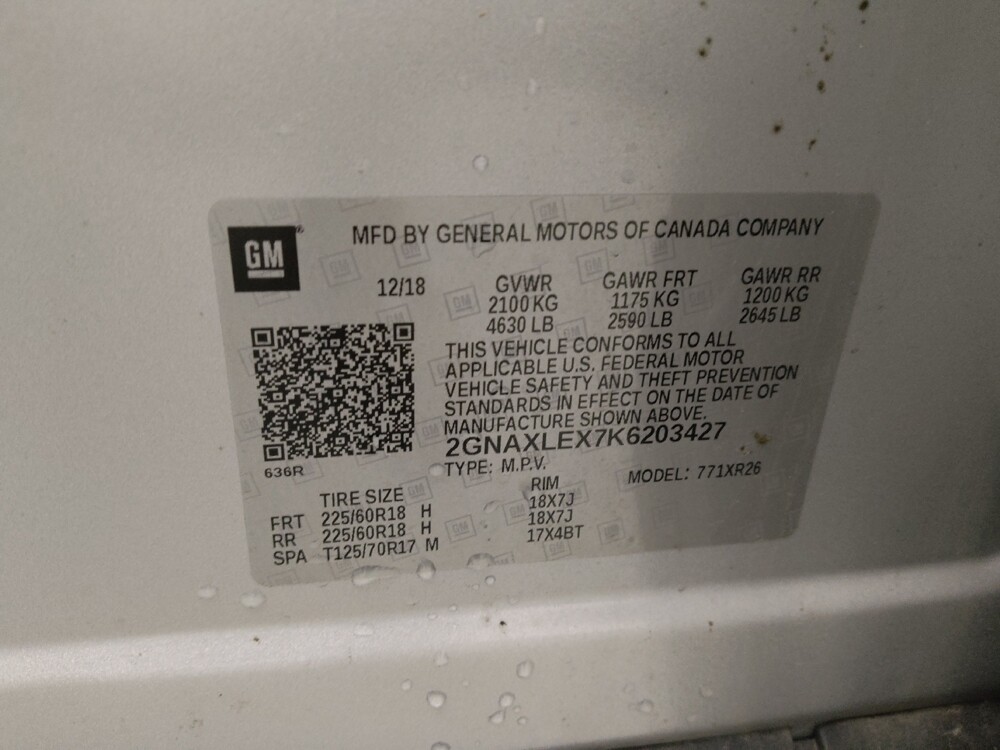 GM
MFD BY GENERAL MOTORS OF CANADA COMPANY
12/18 GVWR GAWR FRT GAWR RR
2100 KG 1175 KG 1200 KG
4630 LB 2590 LB 2645 LB
THIS VEHICLE CONFORMS TO ALL
APPLICABLE U.S. FEDERAL MOTOR
VEHICLE SAFETY AND THEFT PREVENTION
STANDARDS IN EFFECT ON THE DATE OF
MANUFACTURE SHOWN ABOVE.
2GNAXLEX7K6203427
636R
TYPE: M.P.V. MODEL: 771XR26
TIRE SIZE RIM
FRT 225/60R18 H 18X7J
RR 225/60R18 H 18X7J
SPA T125/70R17 M 17X4BT